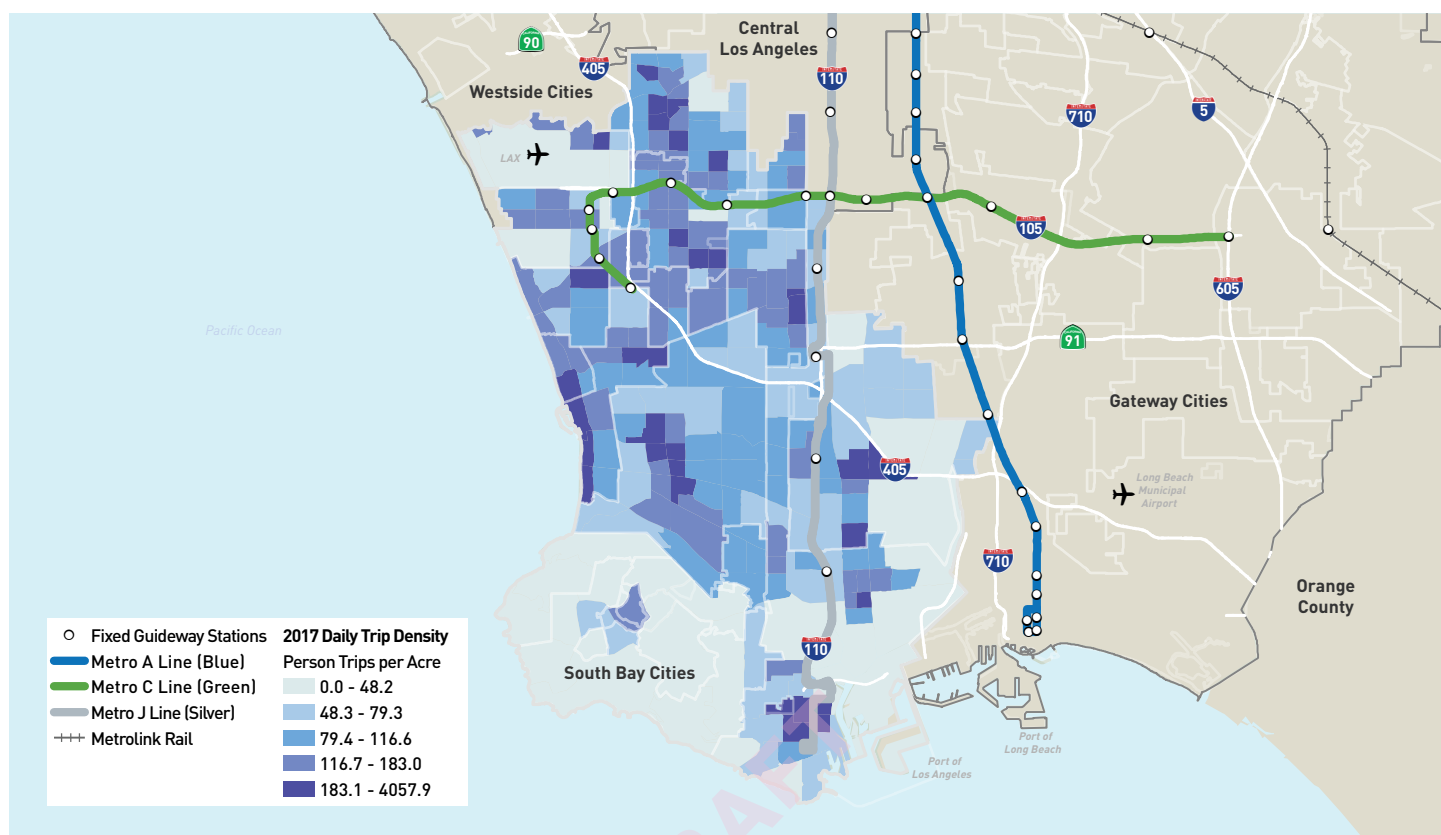 Central
Los Angeles
90
405
110
Westside Cities
710
5
LAX
105
605
Pacific Ocean
91
Gateway Cities
405
Long Beach
Municipal
Airport
710
Orange
County
110
South Bay Cities
Port of
Long Beach
Port of
Los Angeles
Fixed Guideway Stations
Metro A Line (Blue)
Metro C Line (Green)
Metro J Line (Silver)
Metrolink Rail
2017 Daily Trip Density
Person Trips per Acre
0.0 - 48.2
48.3 - 79.3
79.4 - 116.6
116.7 - 183.0
183.1 - 4057.9